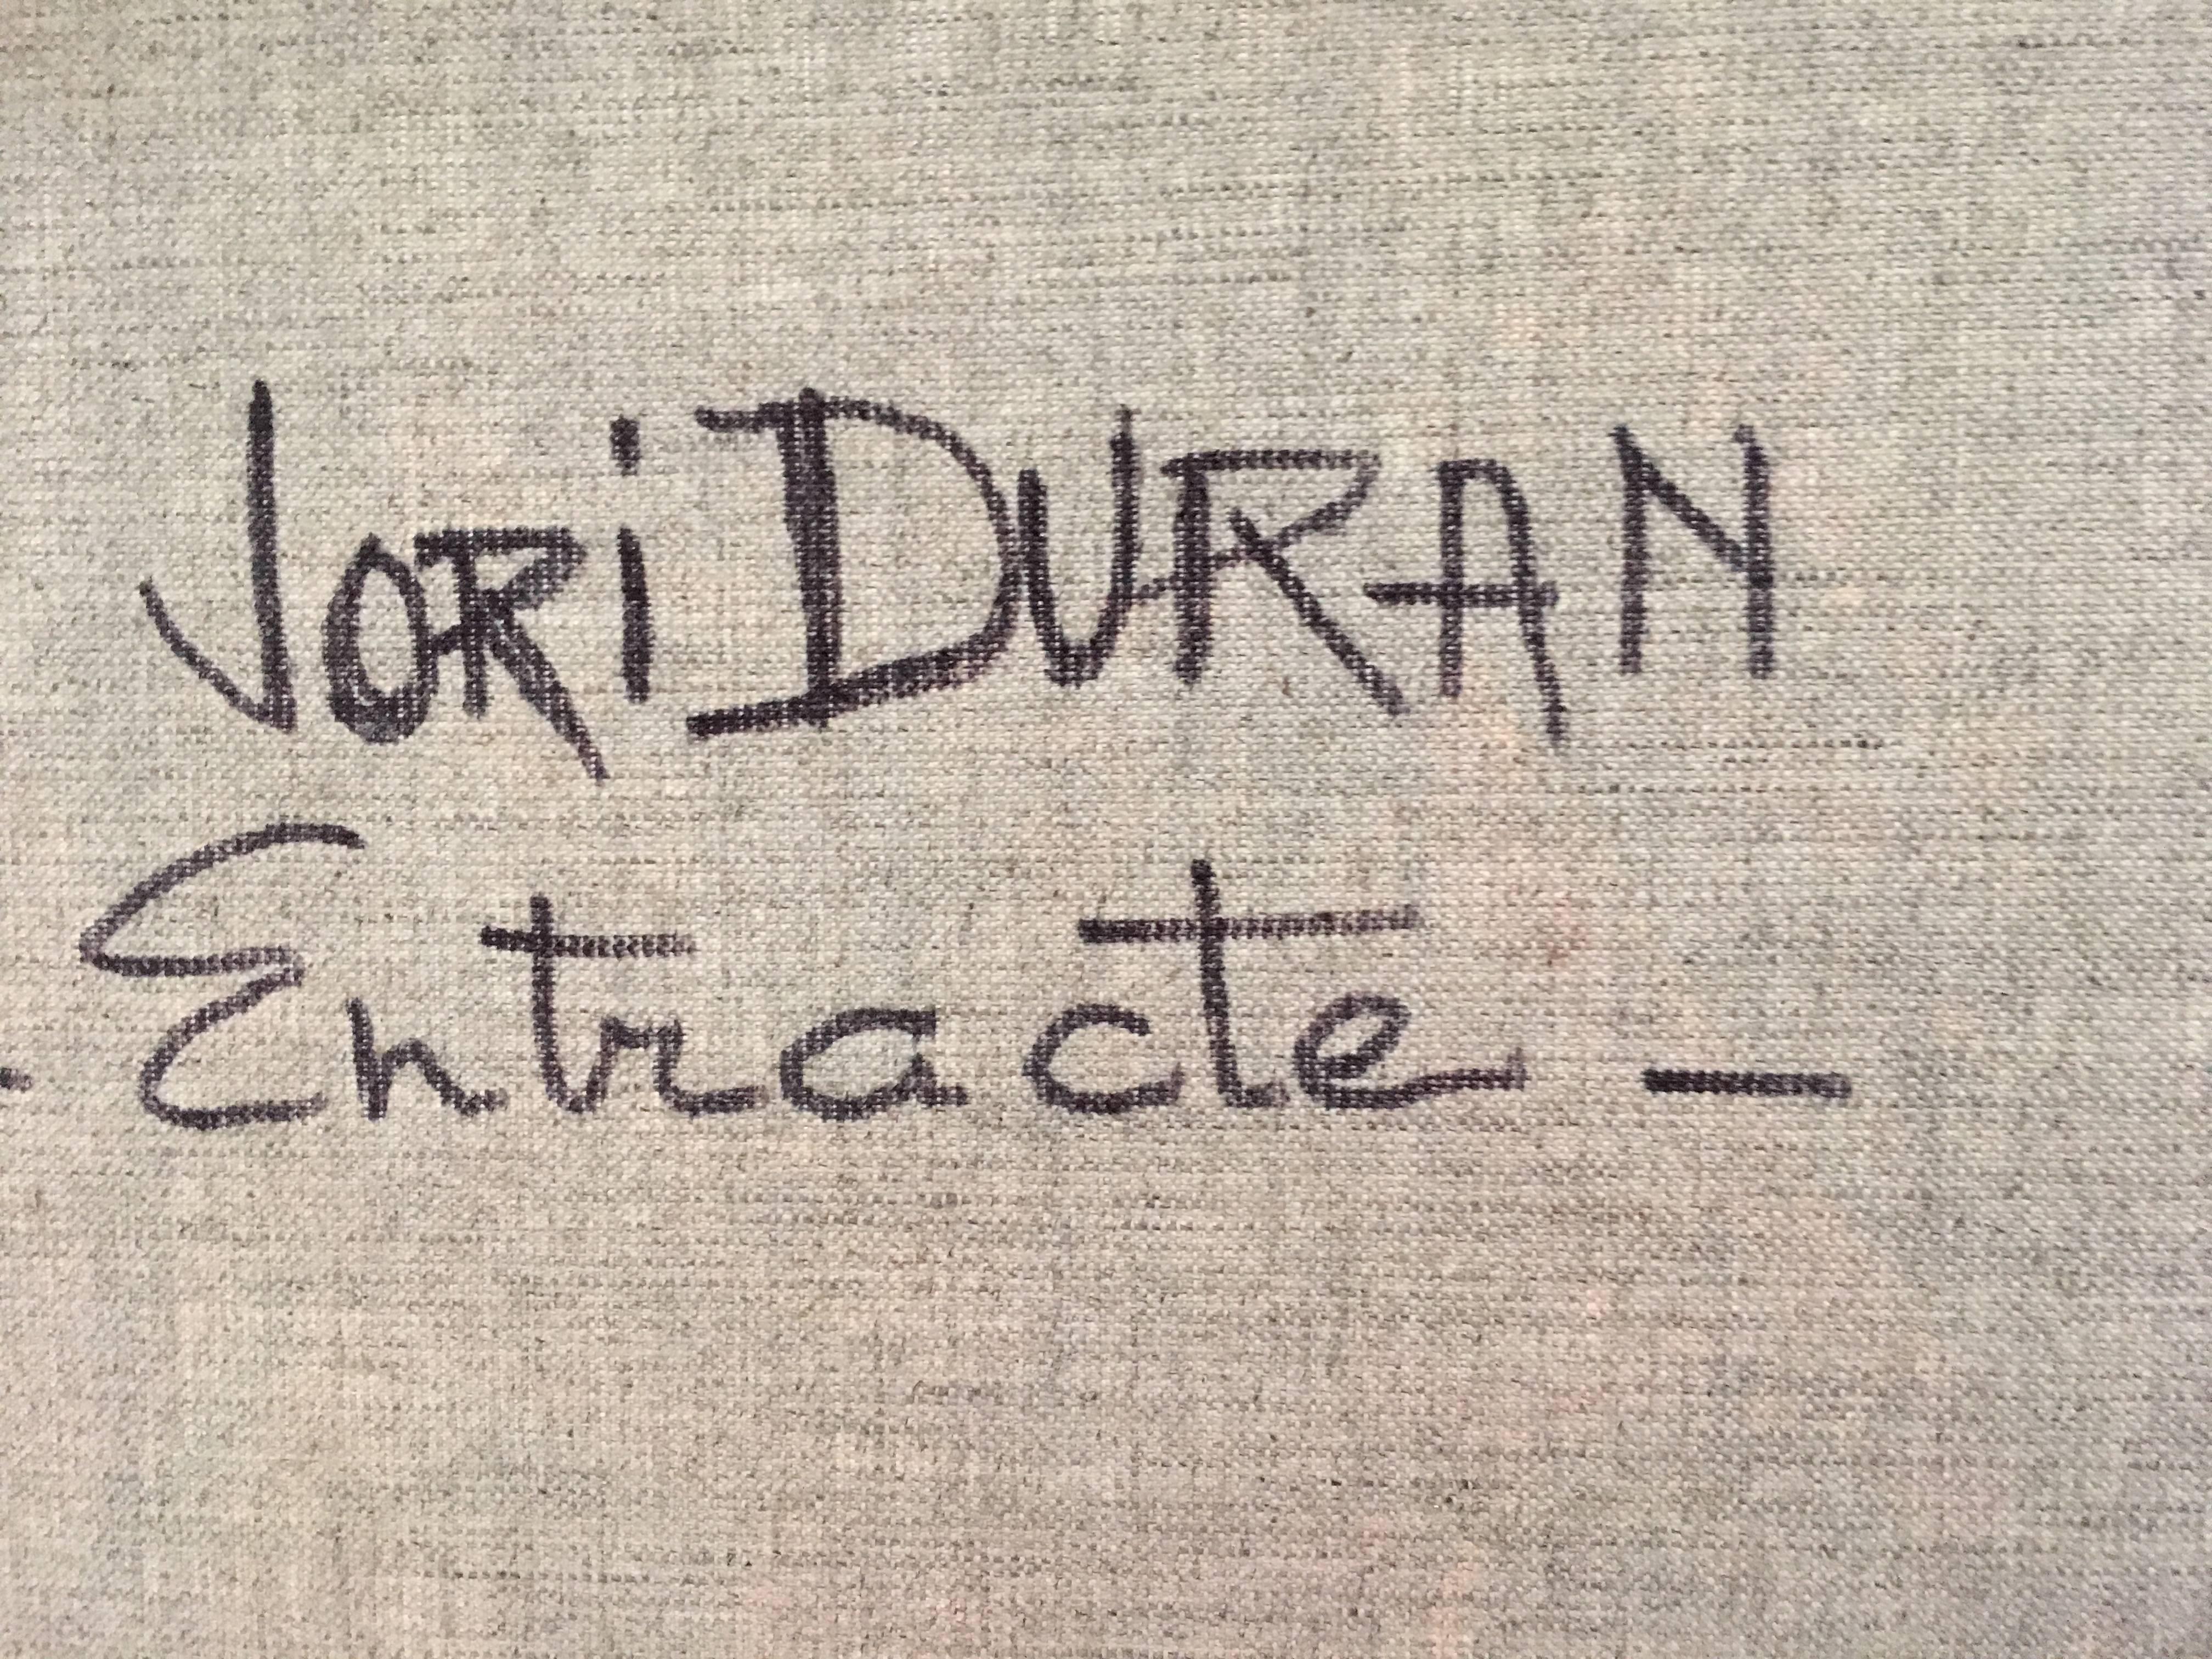 JORi DURAN
- Entracte -